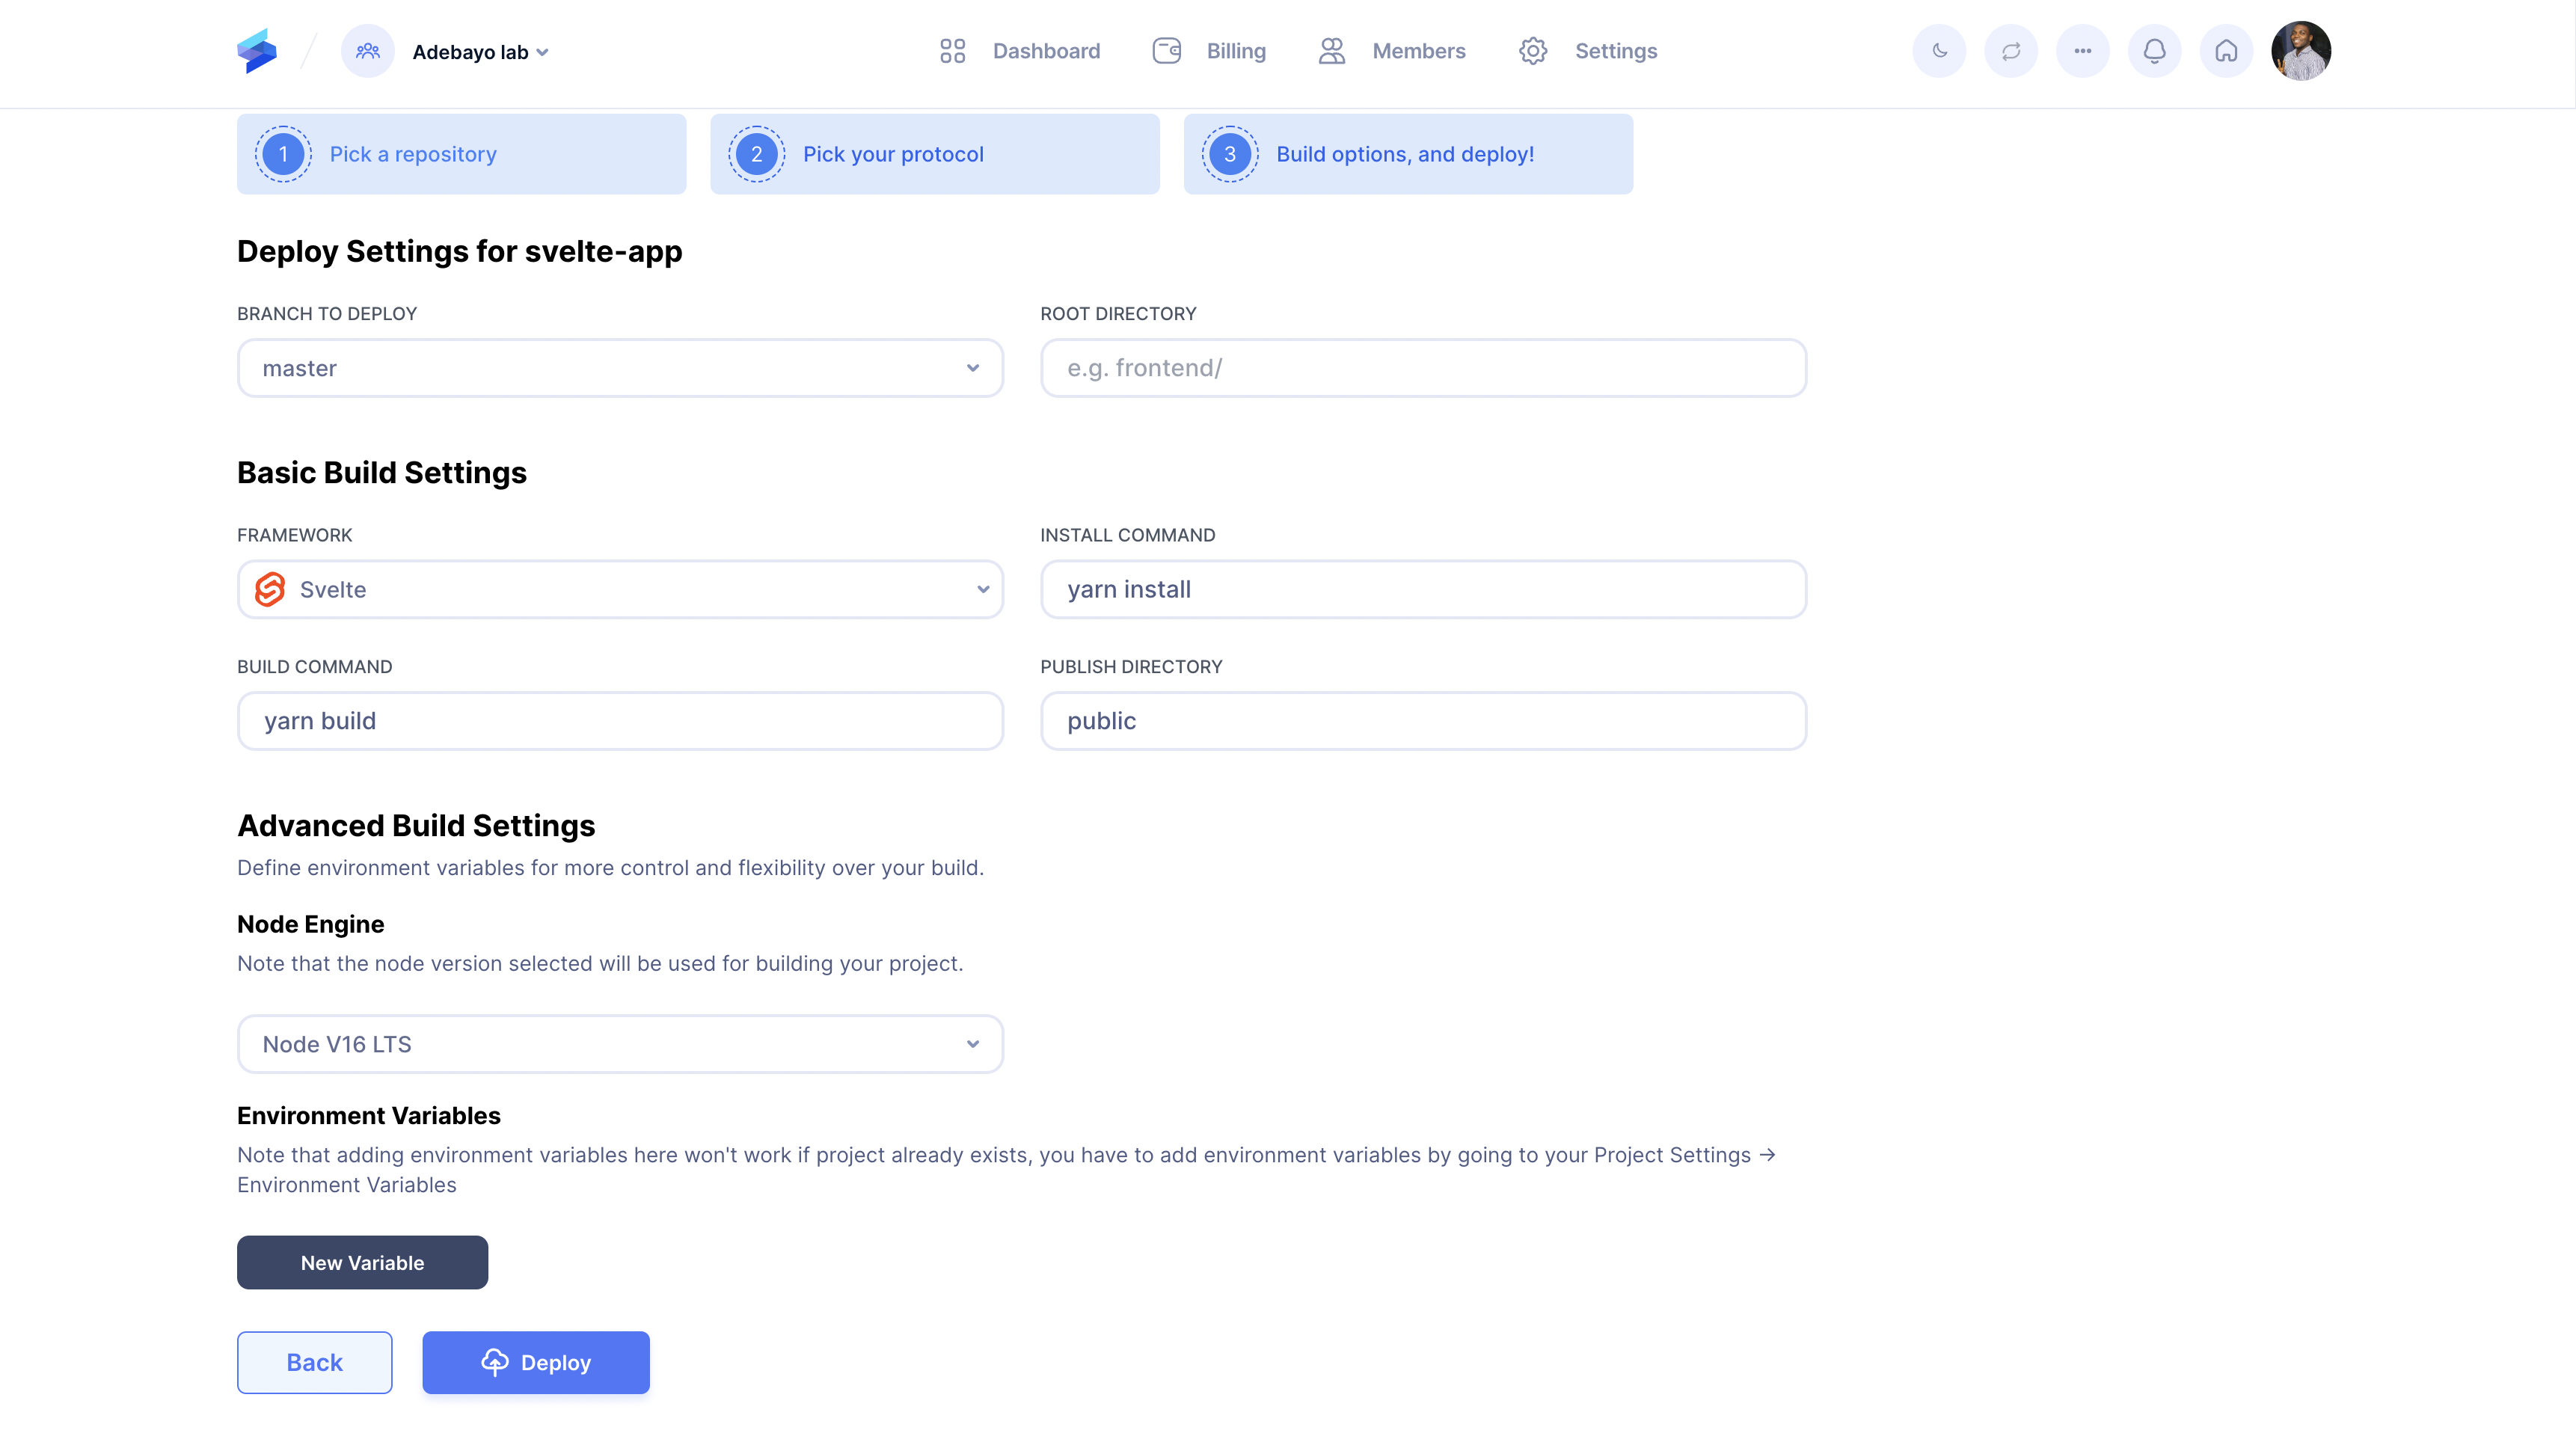 Adebayo lab
Dashboard
Billing
Members
Settings
1 Pick a repository
2 Pick your protocol
3 Build options, and deploy!
Deploy Settings for svelte-app
BRANCH TO DEPLOY
master
ROOT DIRECTORY
e.g. frontend/
Basic Build Settings
FRAMEWORK
Svelte
INSTALL COMMAND
yarn install
BUILD COMMAND
yarn build
PUBLISH DIRECTORY
public
Advanced Build Settings
Define environment variables for more control and flexibility over your build.
Node Engine
Note that the node version selected will be used for building your project.
Node V16 LTS
Environment Variables
Note that adding environment variables here won't work if project already exists, you have to add environment variables by going to your Project Settings →
Environment Variables
New Variable
Back
Deploy